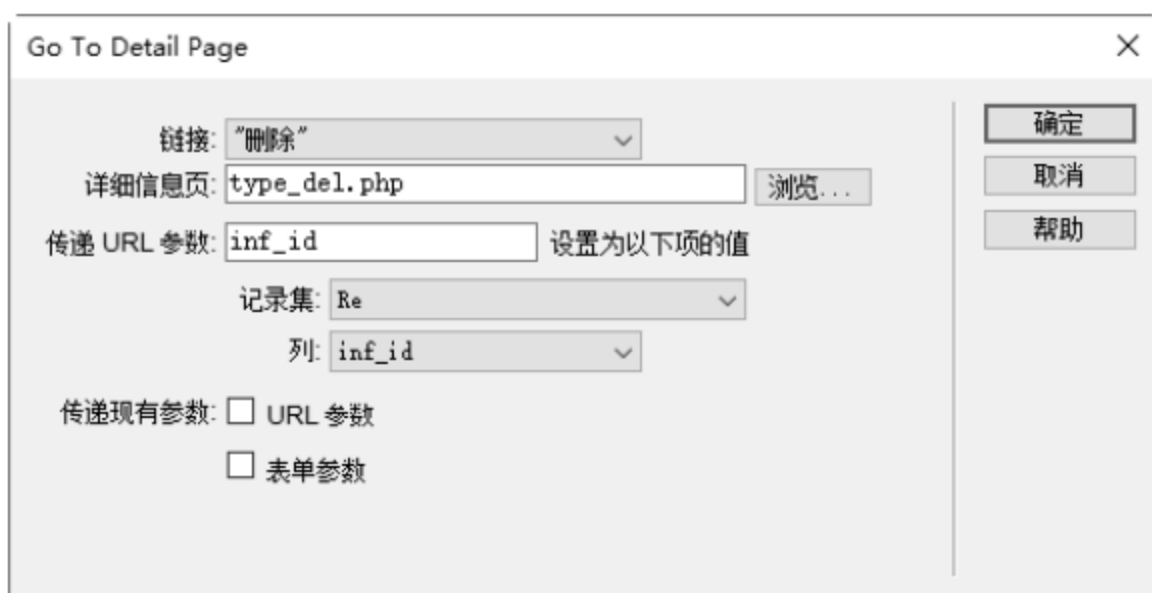 Go To Detail Page
链接: "删除"
确定
详细信息页: type_del.php 浏览...
取消
传递 URL 参数: inf_id 设置为以下项的值
帮助
记录集: Re
列: inf_id
传递现有参数: URL 参数
表单参数